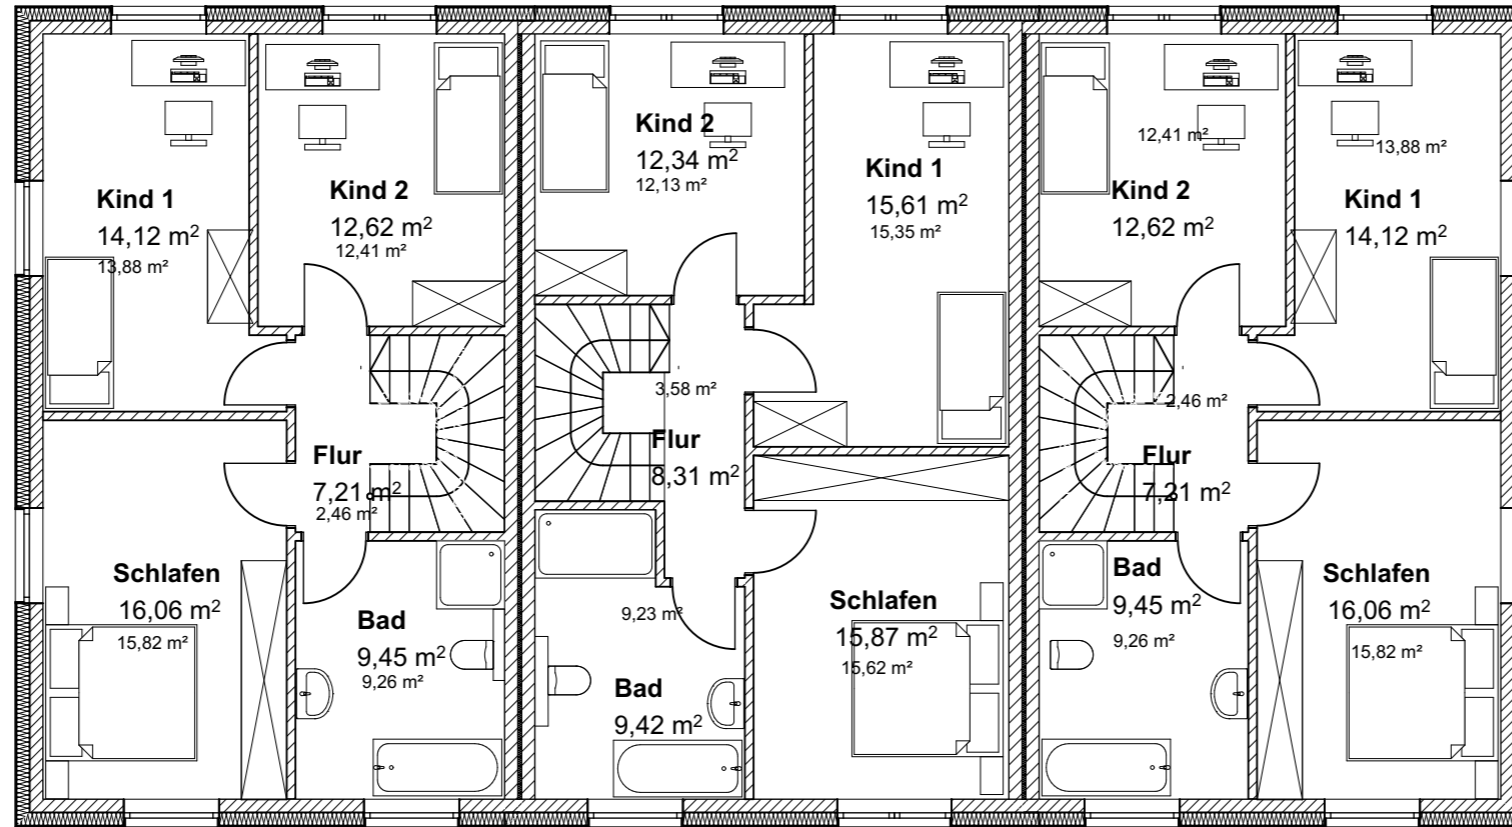 Kind 1
14,12 m²
13,88 m²
Kind 2
12,62 m²
12,41 m²
Kind 2
12,34 m²
12,13 m²
Kind 1
15,61 m²
15,35 m²
12,41 m²
Kind 2
12,62 m²
13,88 m²
Kind 1
14,12 m²
Flur
7,21 m²
2,46 m²
3,58 m²
Flur
8,31 m²
2,46 m²
Flur
7,21 m²
Schlafen
16,06 m²
15,82 m²
Bad
9,45 m²
9,26 m²
9,23 m²
Bad
9,42 m²
Schlafen
15,87 m²
15,62 m²
Bad
9,45 m²
9,26 m²
Schlafen
16,06 m²
15,82 m²